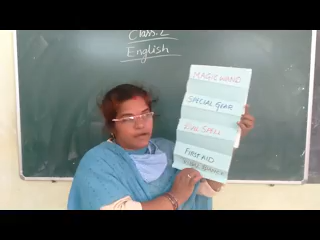 Class.2
English
MAGIC WAND
SPECIAL GEAR
EVIL SPELL
FIRST AID